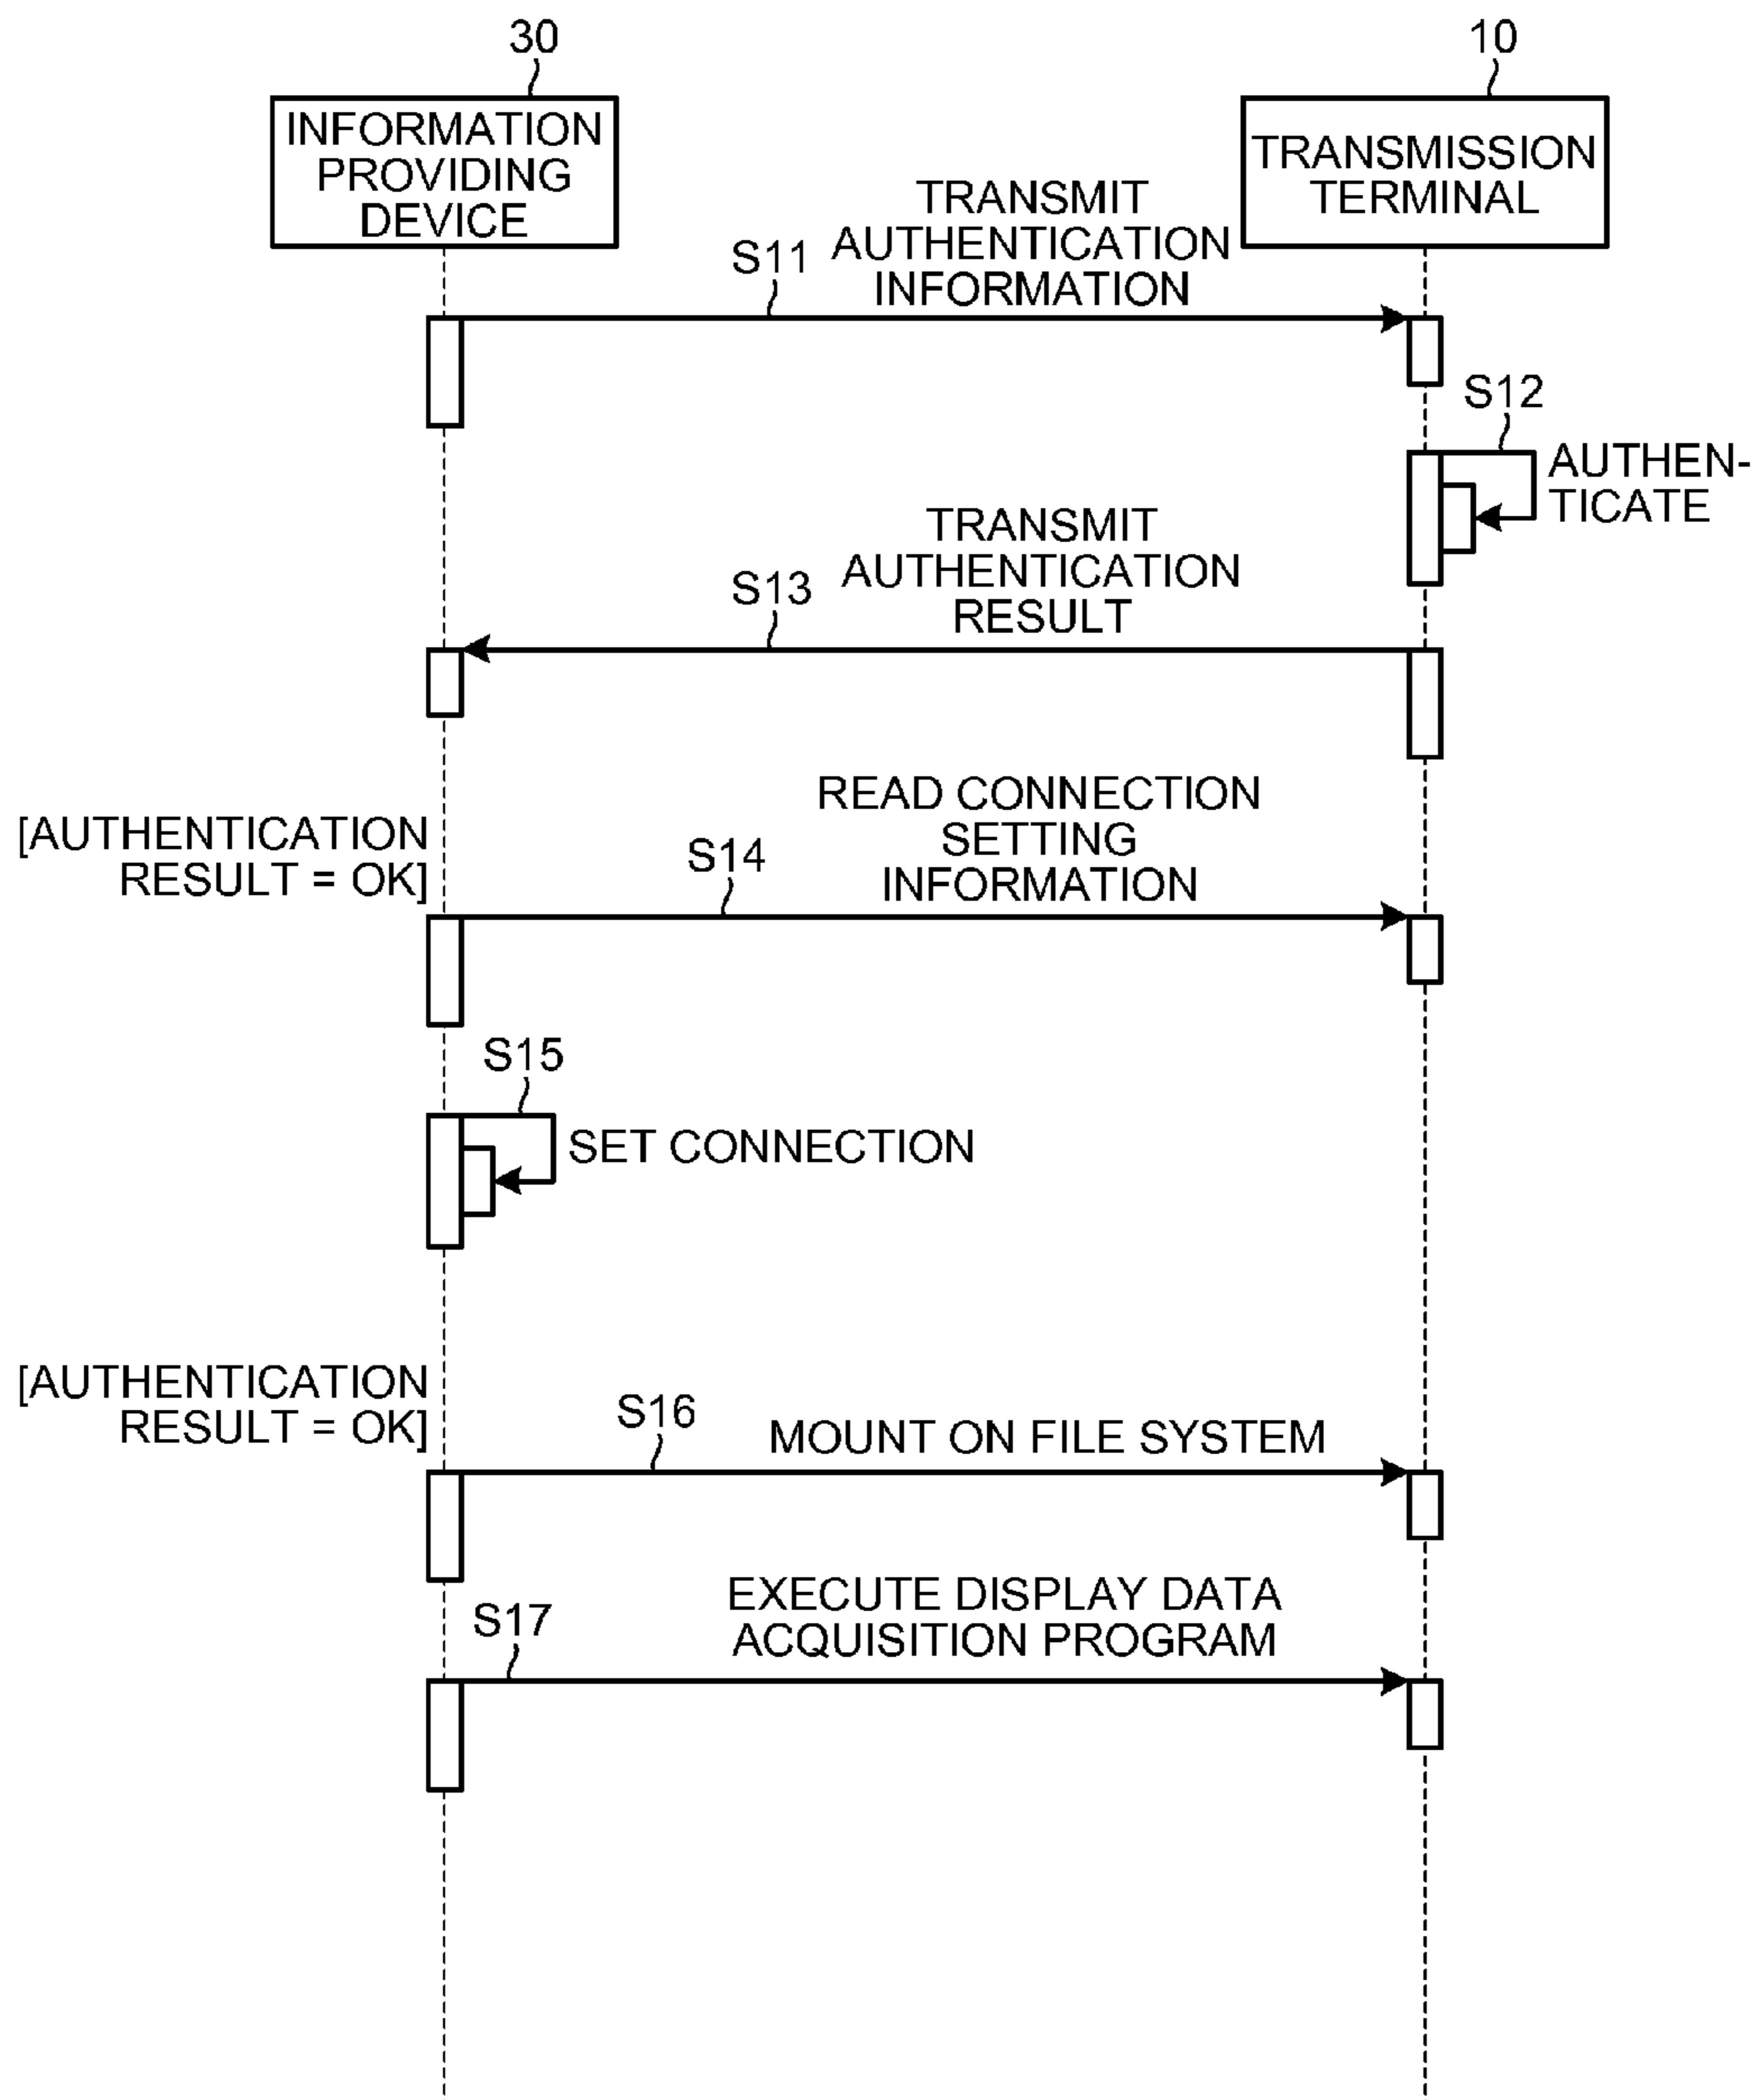 30
10
INFORMATION
PROVIDING
DEVICE
TRANSMISSION
TERMINAL
TRANSMIT
AUTHENTICATION
INFORMATION
S11
S12
AUTHEN-
TICATE
TRANSMIT
AUTHENTICATION
RESULT
S13
READ CONNECTION
SETTING
INFORMATION
[AUTHENTICATION
RESULT = OK]
S14
S15
SET CONNECTION
[AUTHENTICATION
RESULT = OK]
S16
MOUNT ON FILE SYSTEM
EXECUTE DISPLAY DATA
ACQUISITION PROGRAM
S17